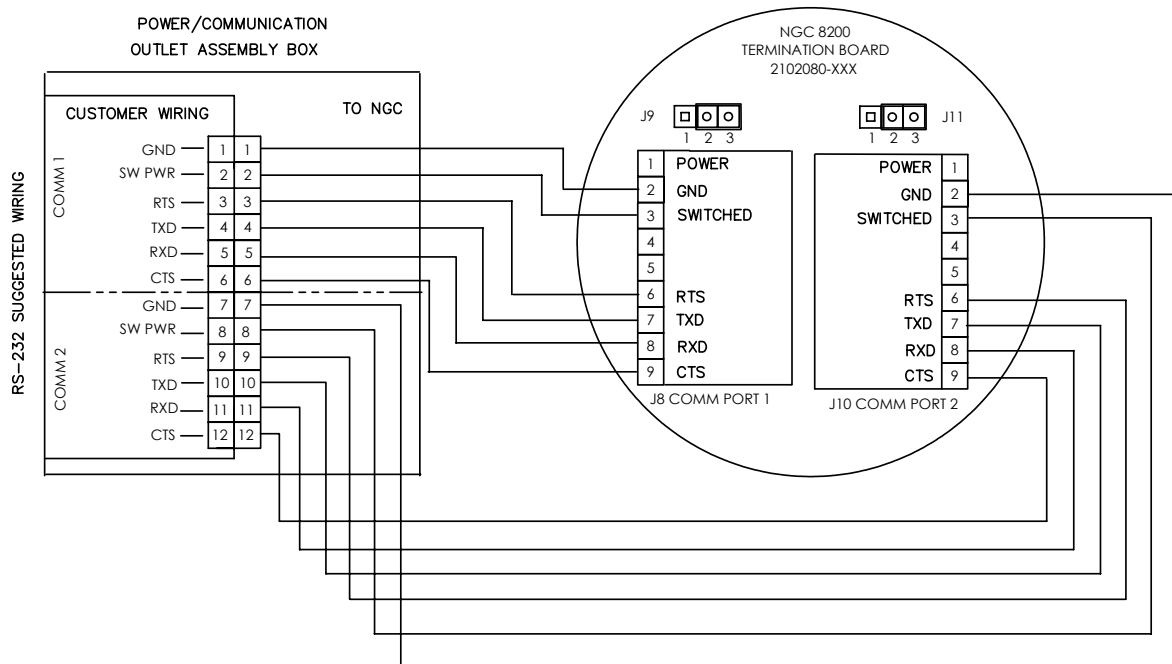 POWER/COMMUNICATION
OUTLET ASSEMBLY BOX
RS-232 SUGGESTED WIRING
CUSTOMER WIRING
TO NGC
COMM 1
GND 1 1
SW PWR 2 2
RTS 3 3
TXD 4 4
RXD 5 5
CTS 6 6
COMM 2
GND 7 7
SW PWR 8 8
RTS 9 9
TXD 10 10
RXD 11 11
CTS 12 12
NGC 8200
TERMINATION BOARD
2102080-XXX
J9
1 2 3
1 POWER
2 GND
3 SWITCHED
4
5
6 RTS
7 TXD
8 RXD
9 CTS
J8 COMM PORT 1
J11
1 2 3
POWER 1
GND 2
SWITCHED 3
4
5
RTS 6
TXD 7
RXD 8
CTS 9
J10 COMM PORT 2